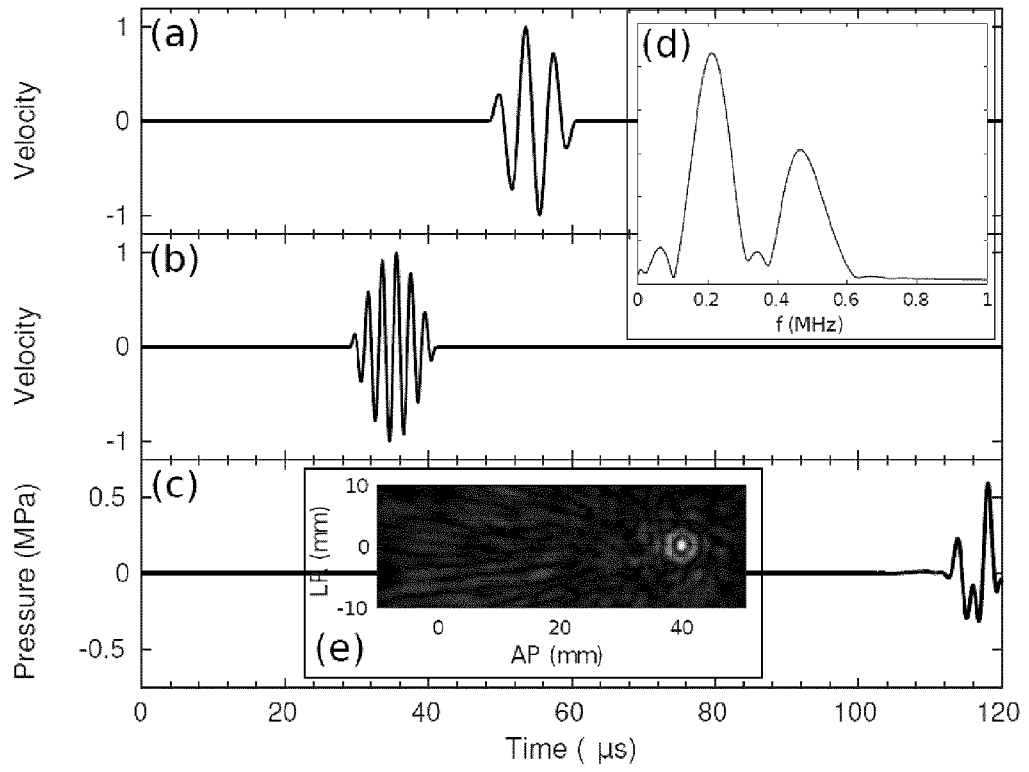 (a)
1
0
-1
Velocity
(d)
0 0.2 0.4 0.6 0.8 1
f (MHz)
(b)
1
0
-1
Velocity
(c)
0.5
0
-0.5
Pressure (MPa)
10
0
-10
LR (mm)
0 20 40
AP (mm)
(e)
0 20 40 60 80 100 120
Time ( μs)